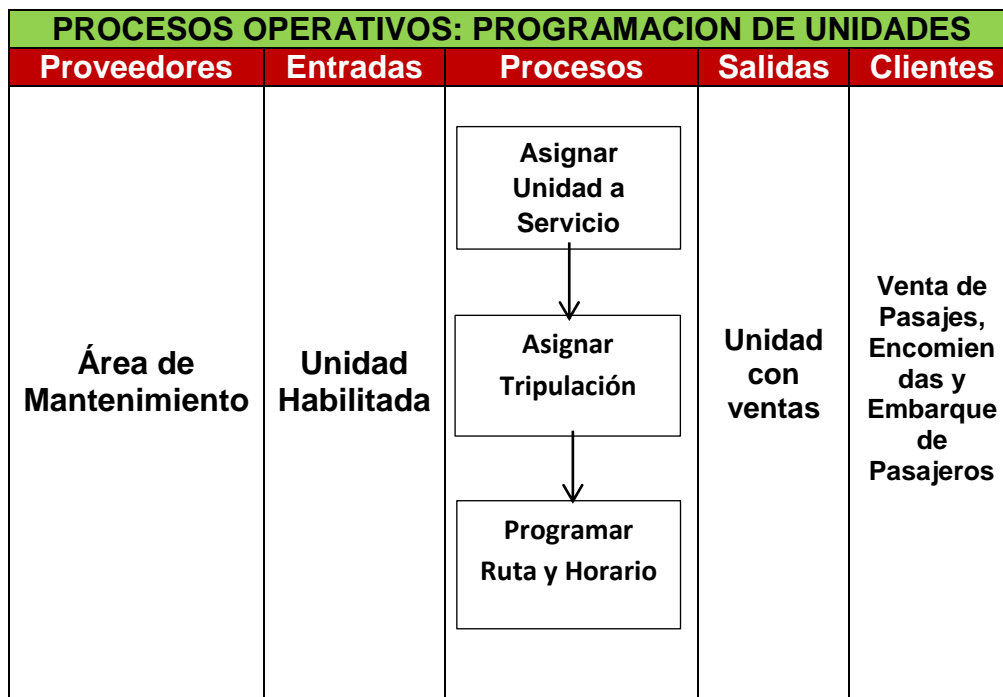 PROCESOS OPERATIVOS: PROGRAMACION DE UNIDADES
Proveedores Entradas Procesos Salidas Clientes
Área de
Mantenimiento
Unidad
Habilitada
Asignar
Unidad a
Servicio
Asignar
Tripulación
Programar
Ruta y Horario
Unidad
con
ventas
Venta de
Pasajes,
Encomien
das y
Embarque
de
Pasajeros